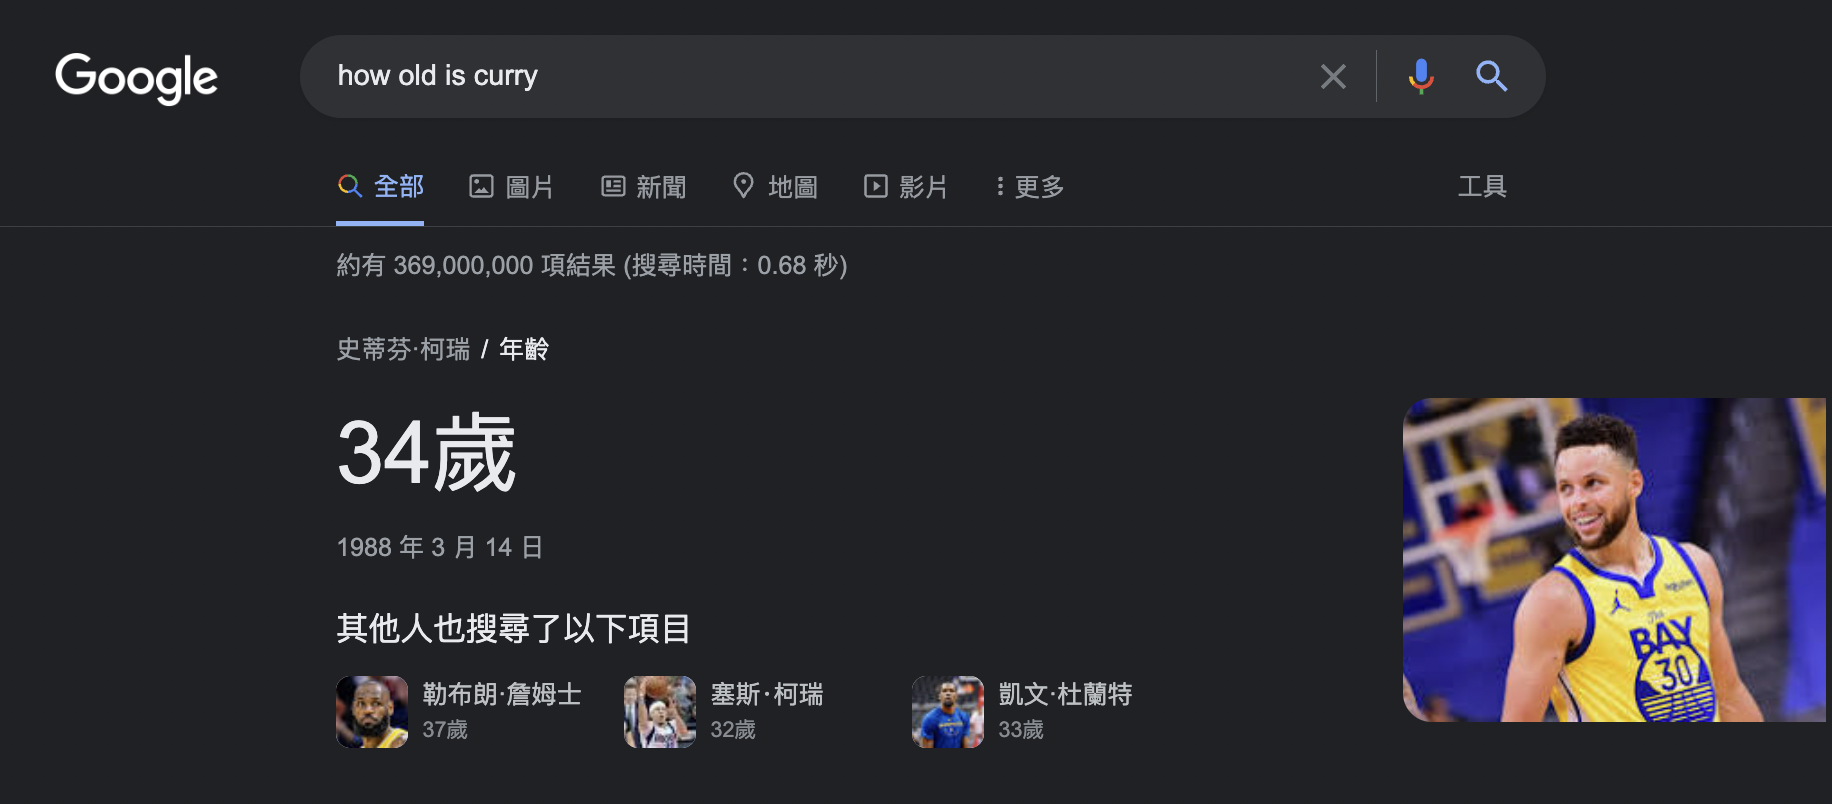 Google
how old is curry
全部 圖片 新聞 地圖 影片 更多 工具
約有 369,000,000 項結果 (搜尋時間：0.68 秒)
史蒂芬·柯瑞 / 年齡
34歲
1988 年 3 月 14 日
其他人也搜尋了以下項目
勒布朗·詹姆士
37歲
塞斯·柯瑞
32歲
凱文·杜蘭特
33歲
Rakuten
The
BAY
30